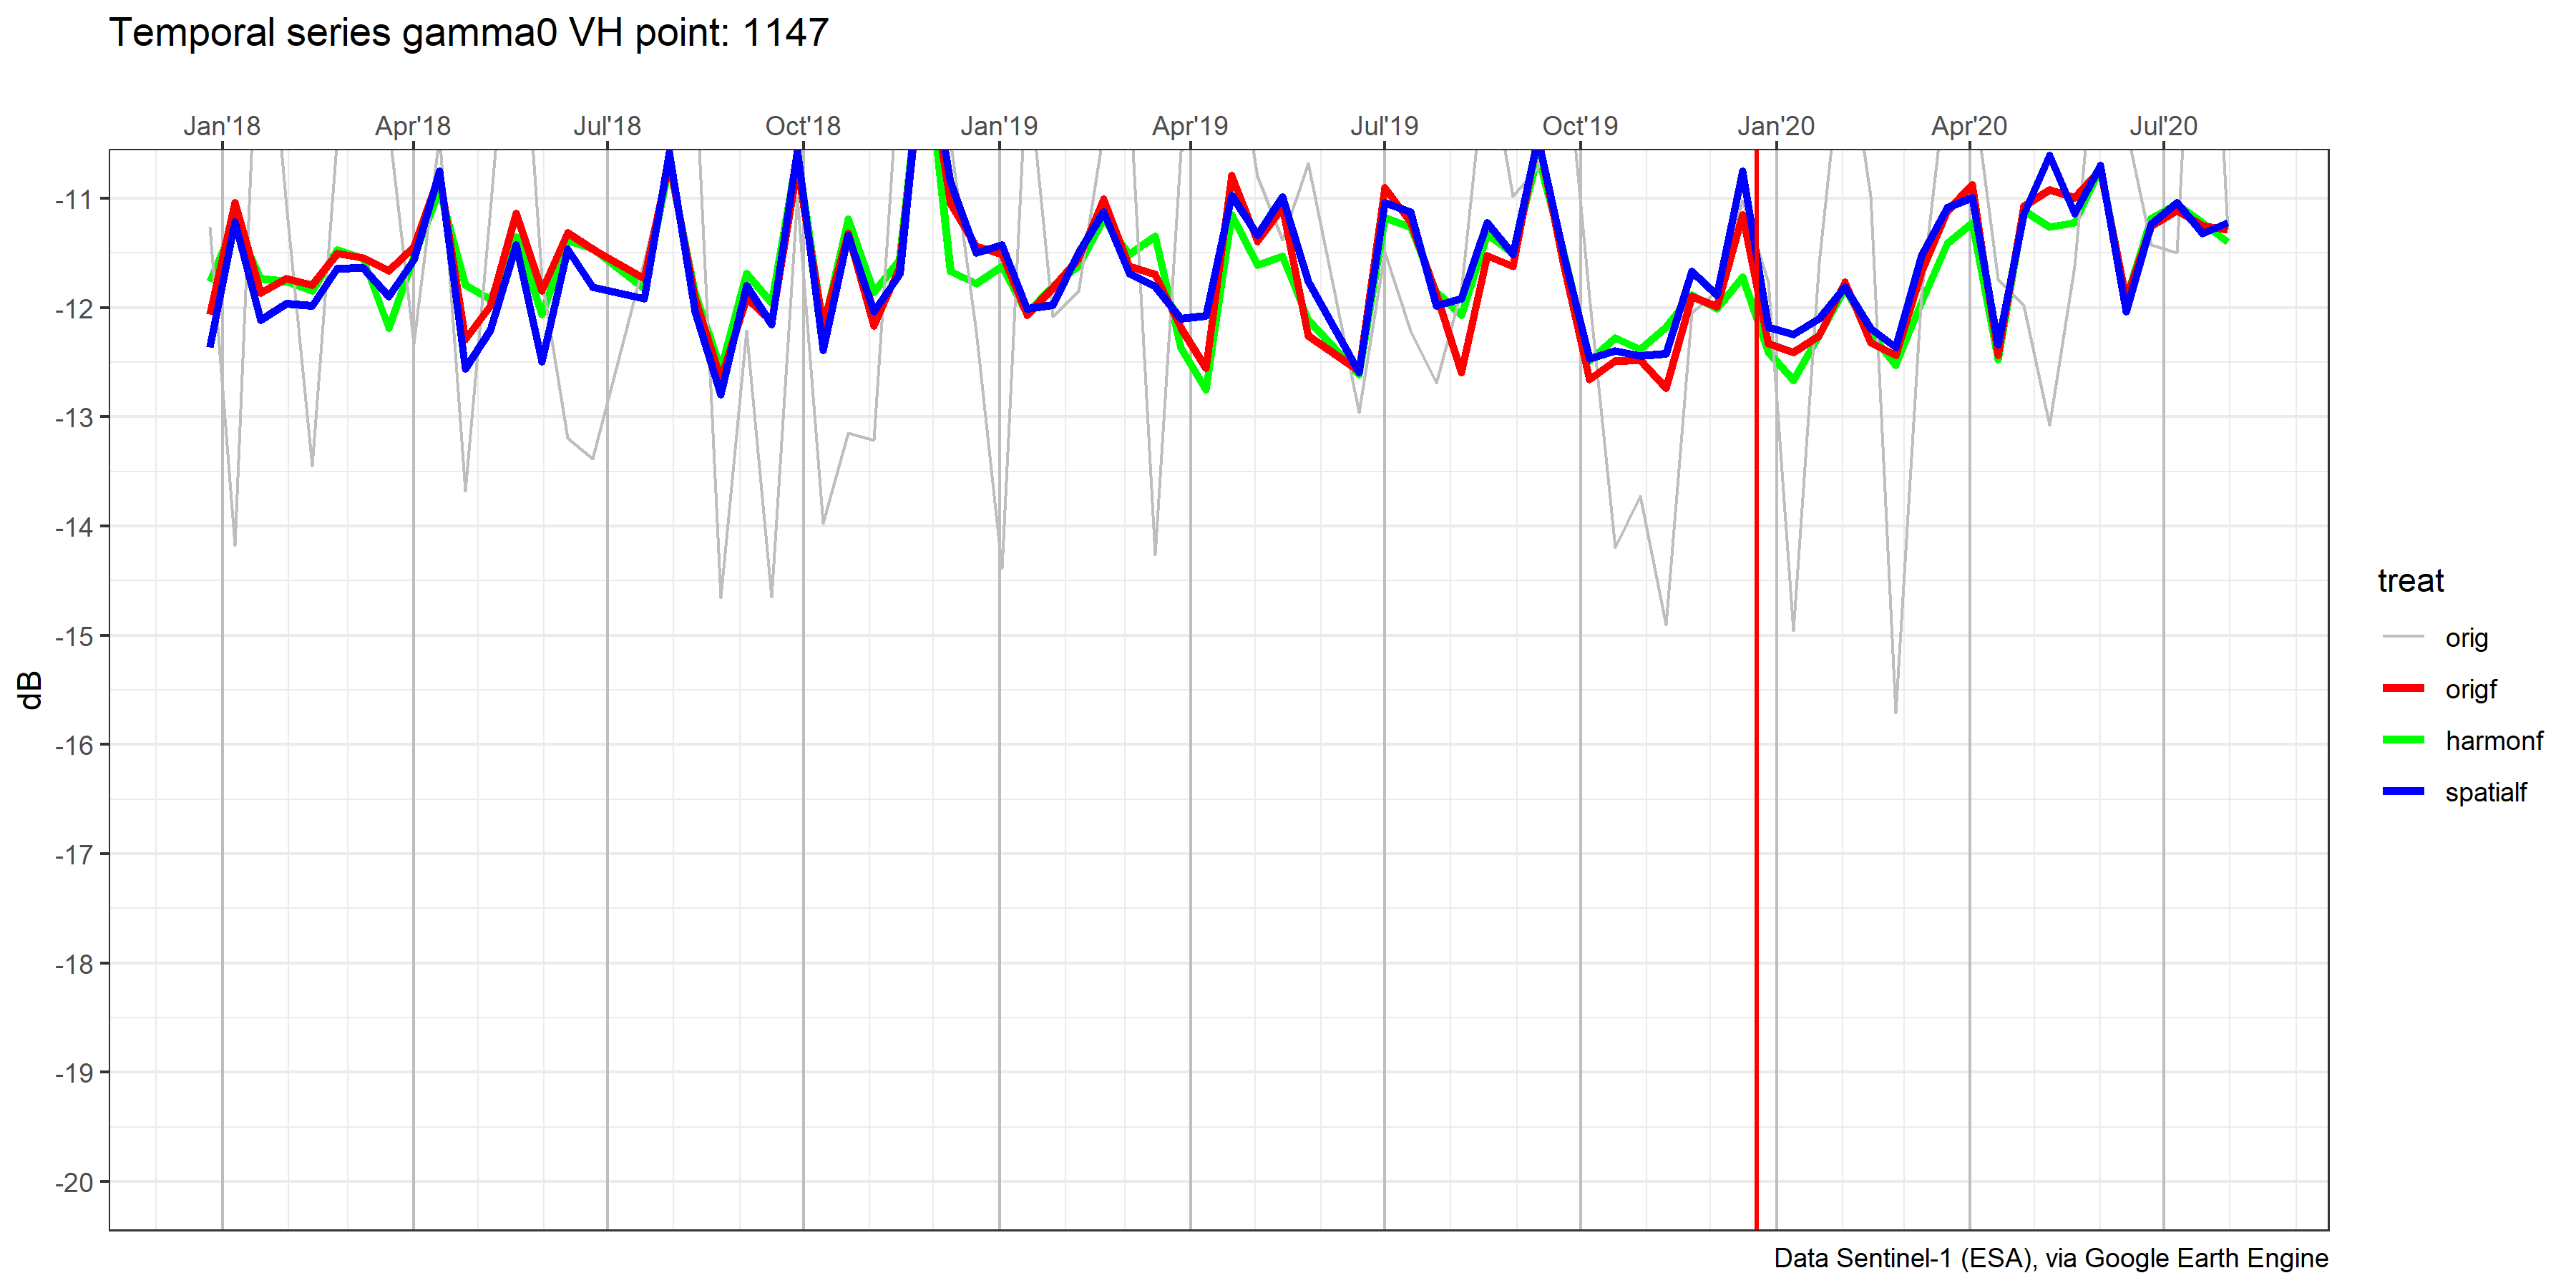 Temporal series gamma0 VH point: 1147
Jan'18 Apr'18 Jul'18 Oct'18 Jan'19 Apr'19 Jul'19 Oct'19 Jan'20 Apr'20 Jul'20
-11
-12
-13
-14
-15
-16
-17
-18
-19
-20
dB
treat
orig
origf
harmonf
spatialf
Data Sentinel-1 (ESA), via Google Earth Engine